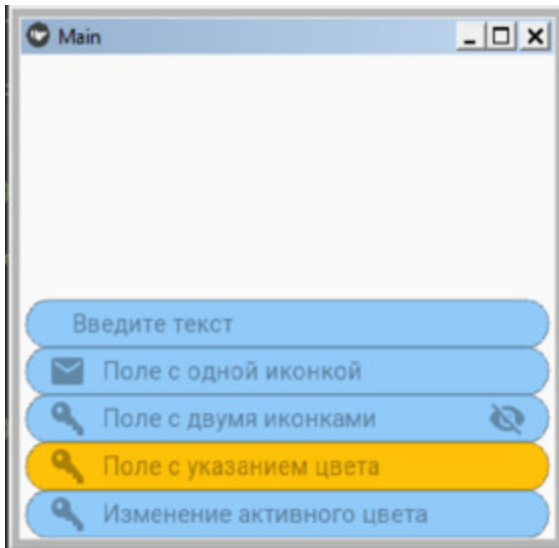 Main
Введите текст
Поле с одной иконкой
Поле с двумя иконками
Поле с указанием цвета
Изменение активного цвета